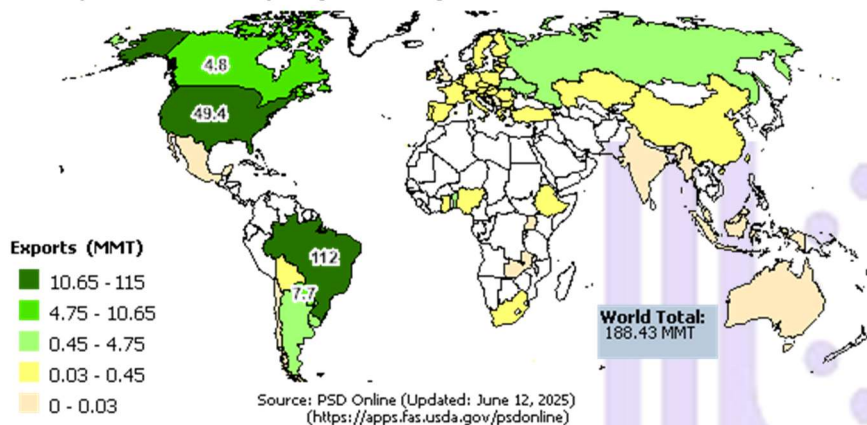 4.8
49.4
112
7.7
Exports (MMT)
10.65 - 115
4.75 - 10.65
0.45 - 4.75
0.03 - 0.45
0 - 0.03
World Total:
188.43 MMT
Source: PSD Online (Updated: June 12, 2025)
(https://apps.fas.usda.gov/psdonline)